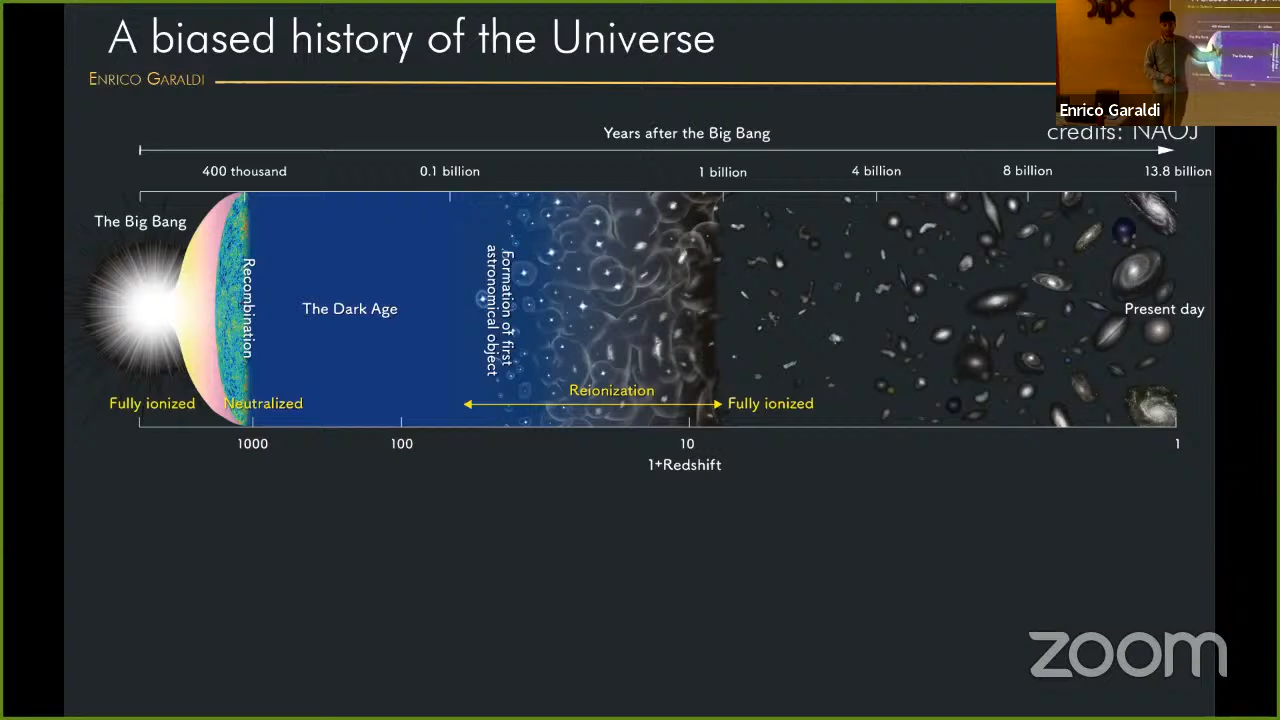 A biased history of the Universe
Enrico Garaldi
Enrico Garaldi
credits: NAOJ
Years after the Big Bang
400 thousand
0.1 billion
1 billion
4 billion
8 billion
13.8 billion
The Big Bang
Recombination
The Dark Age
Formation of first
astronomical object
Present day
Reionization
Fully ionized
Neutralized
Fully ionized
1000
100
10
1
1+Redshift
zoom